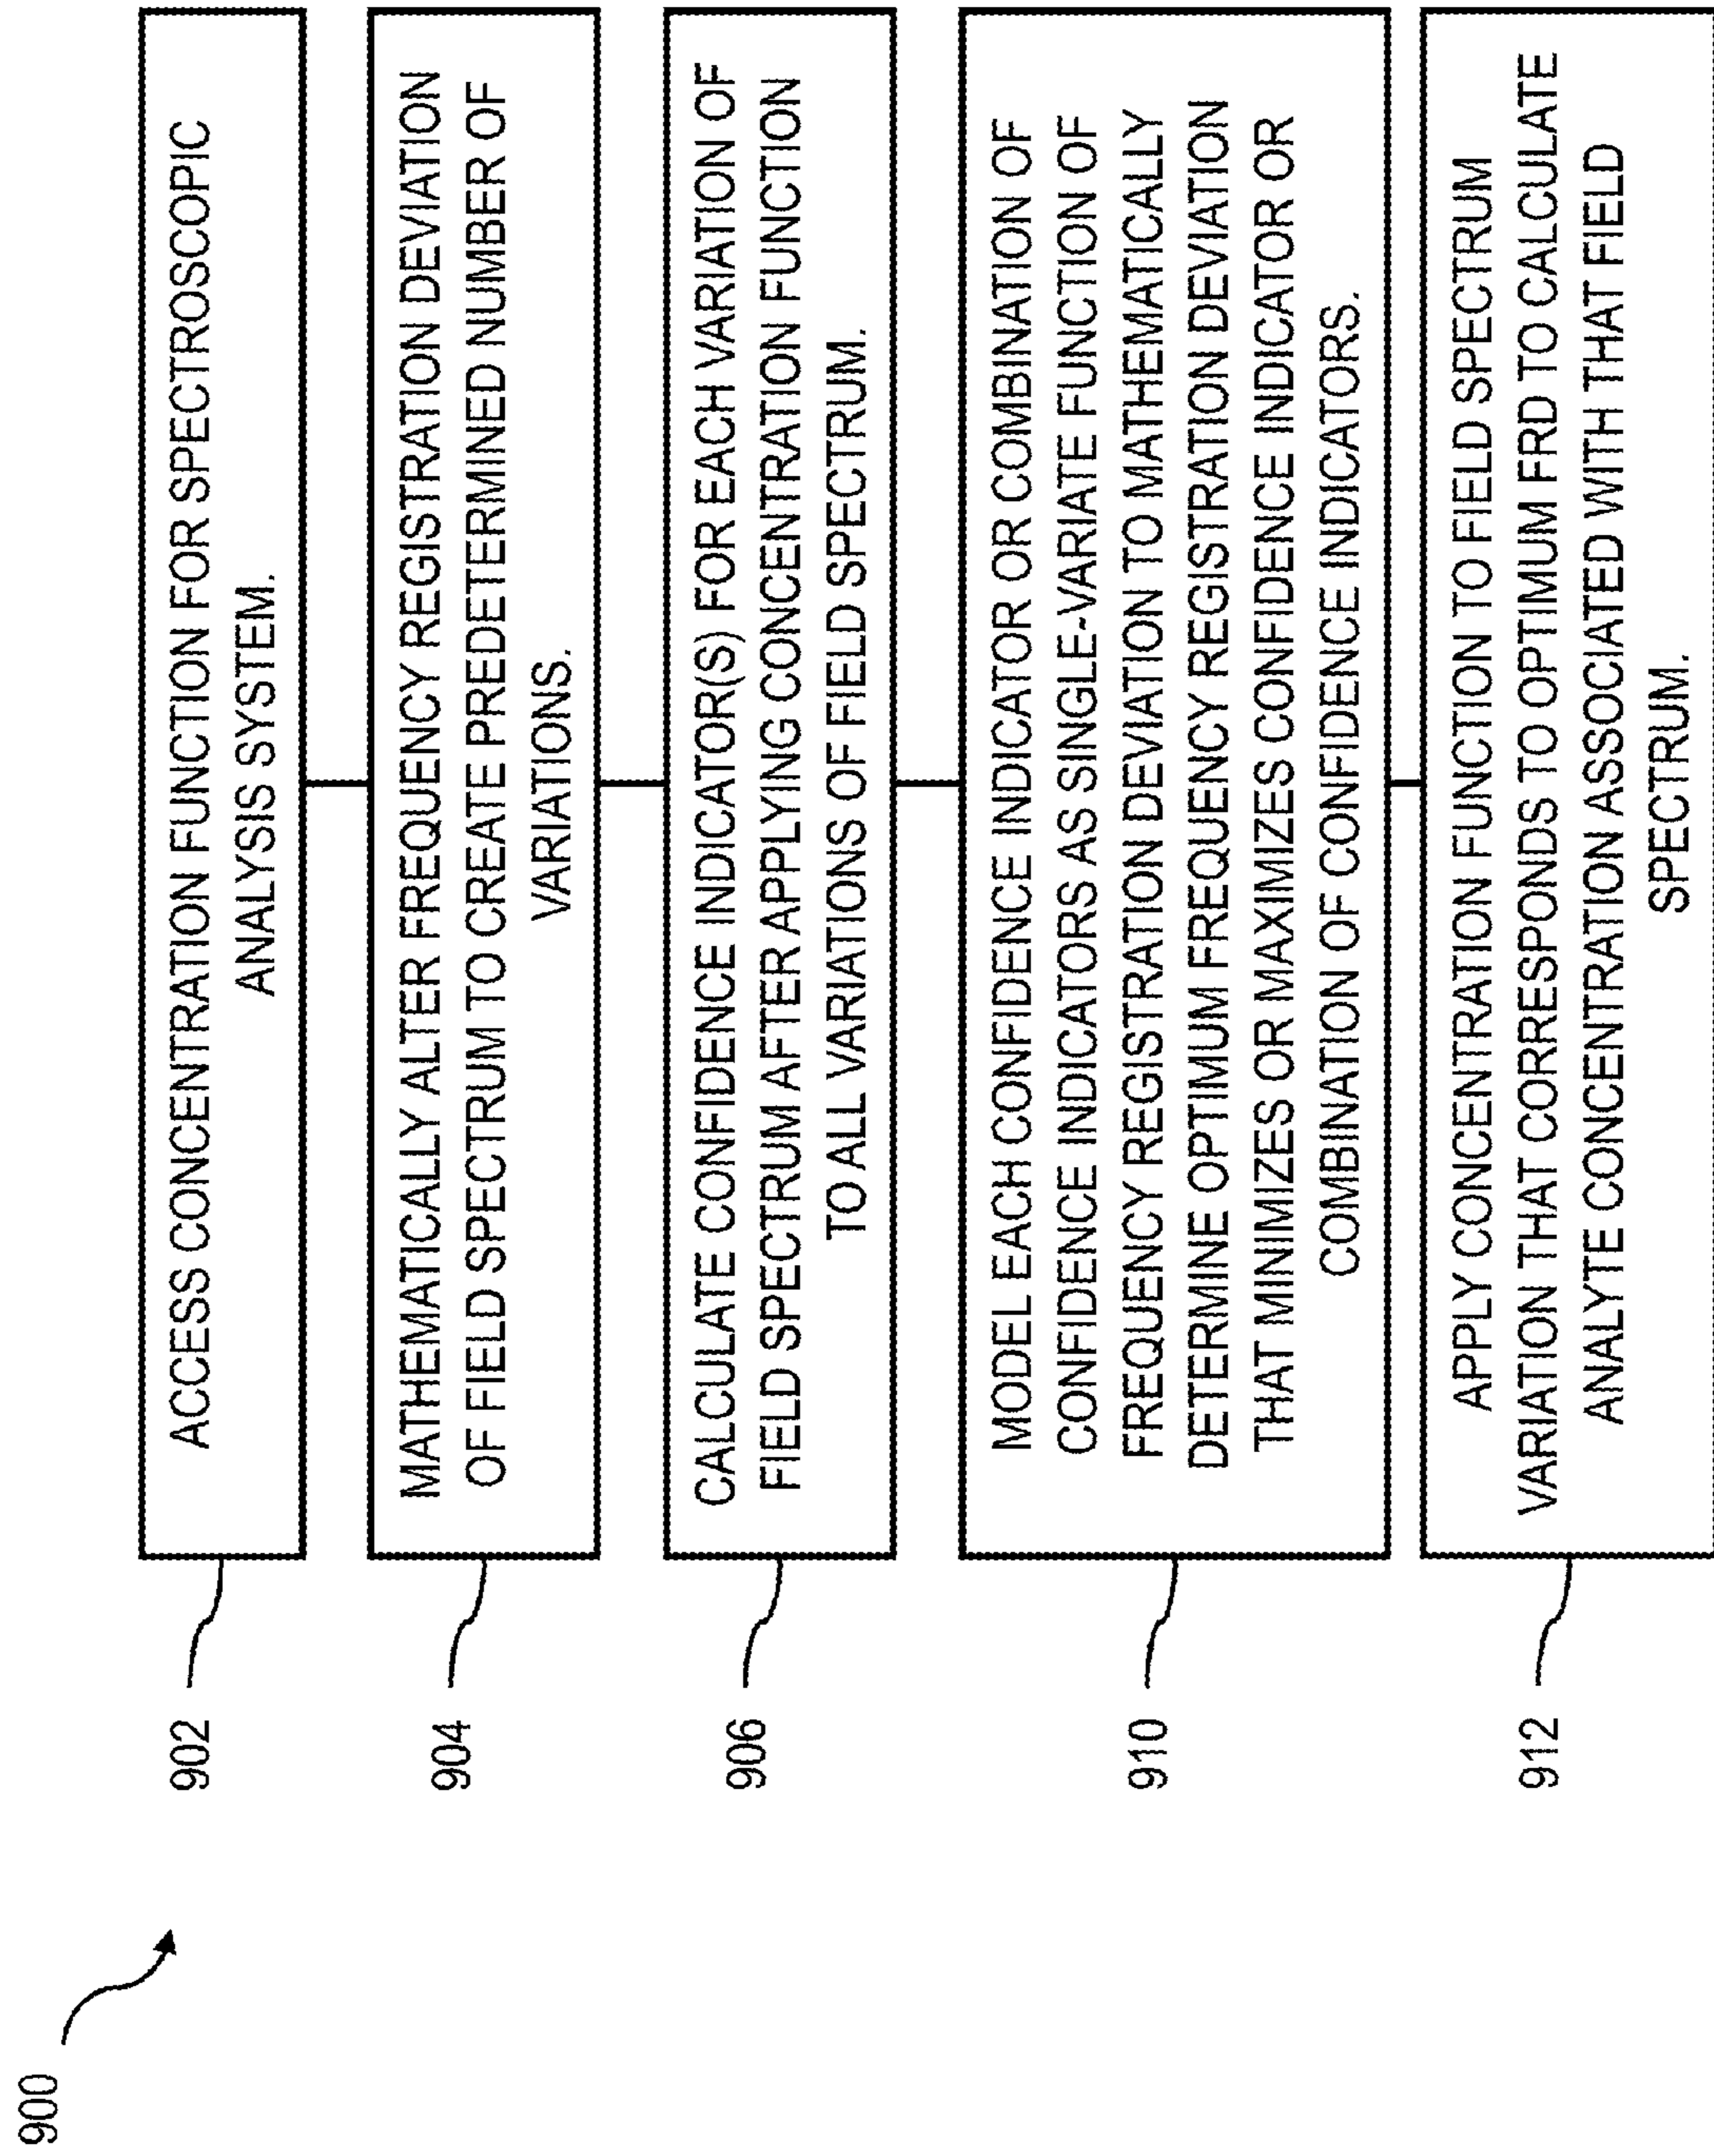 900
902
ACCESS CONCENTRATION FUNCTION FOR SPECTROSCOPIC
ANALYSIS SYSTEM.
904
MATHEMATICALLY ALTER FREQUENCY REGISTRATION DEVIATION
OF FIELD SPECTRUM TO CREATE PREDETERMINED NUMBER OF
VARIATIONS.
906
CALCULATE CONFIDENCE INDICATOR(S) FOR EACH VARIATION OF
FIELD SPECTRUM AFTER APPLYING CONCENTRATION FUNCTION
TO ALL VARIATIONS OF FIELD SPECTRUM.
910
MODEL EACH CONFIDENCE INDICATOR OR COMBINATION OF
CONFIDENCE INDICATORS AS SINGLE-VARIATE FUNCTION OF
FREQUENCY REGISTRATION DEVIATION TO MATHEMATICALLY
DETERMINE OPTIMUM FREQUENCY REGISTRATION DEVIATION
THAT MINIMIZES OR MAXIMIZES CONFIDENCE INDICATOR OR
COMBINATION OF CONFIDENCE INDICATORS.
912
APPLY CONCENTRATION FUNCTION TO FIELD SPECTRUM
VARIATION THAT CORRESPONDS TO OPTIMUM FRD TO CALCULATE
ANALYTE CONCENTRATION ASSOCIATED WITH THAT FIELD
SPECTRUM.